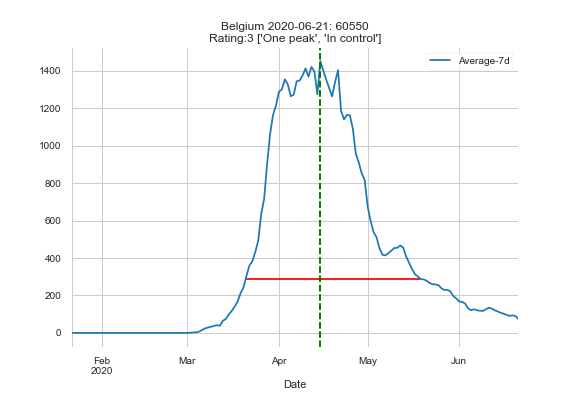 Belgium 2020-06-21: 60550
Rating:3 ['One peak', 'In control']
Average-7d
1400
1200
1000
800
600
400
200
0
Feb
2020
Mar
Apr
May
Jun
Date